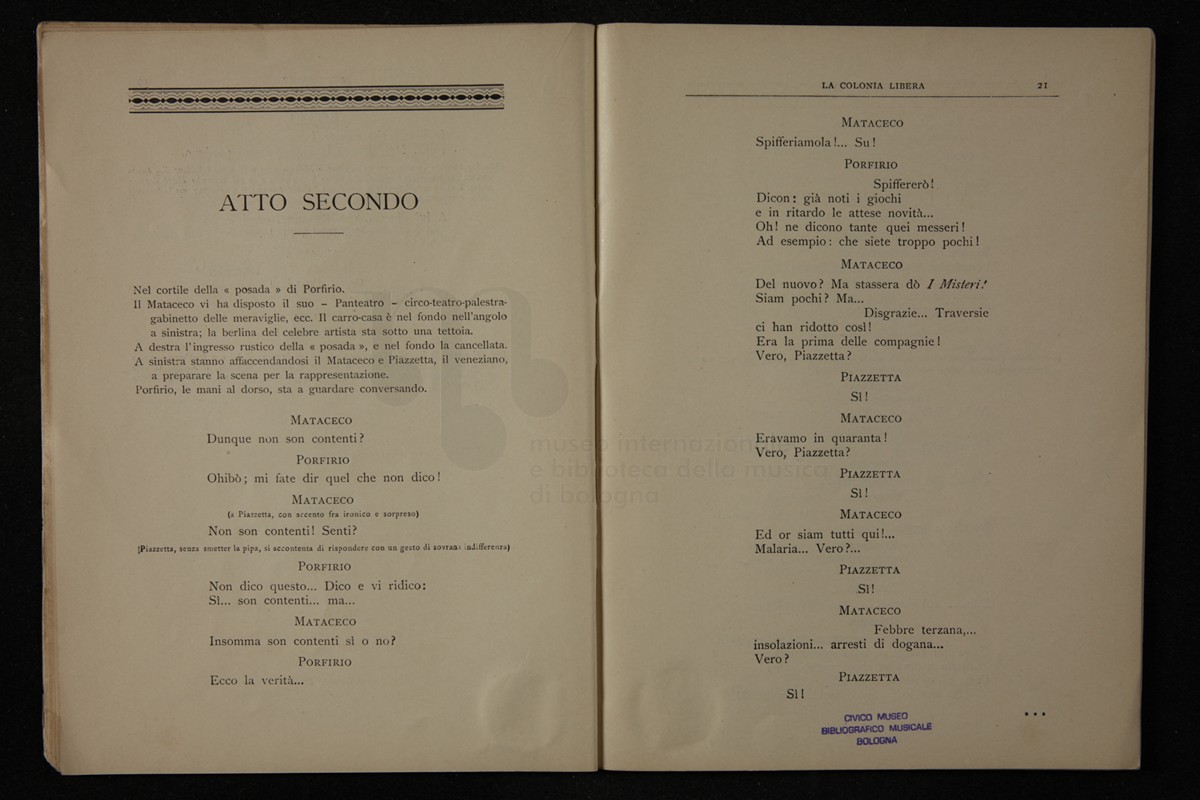 ATTO SECONDO
Nel cortile della « posada » di Porfirio.
Il Mataceco vi ha disposto il suo – Panteatro – circo-teatro-palestra-
gabinetto delle meraviglie, ecc. Il carro-casa è nel fondo nell'angolo
a sinistra; la berlina del celebre artista sta sotto una tettoia.
A destra l'ingresso rustico della « posada », e nel fondo la cancellata.
A sinistra stanno affaccendandosi il Mataceco e Piazzetta, il veneziano,
a preparare la scena per la rappresentazione.
Porfirio, le mani al dorso, sta a guardare conversando.
MATACECO
Dunque non son contenti?
PORFIRIO
Ohibò; mi fate dir quel che non dico!
MATACECO
(a Piazzetta, con accento fra ironico e sorpreso)
Non son contenti! Senti?
(Piazzetta, senza smetter la pipa, si accontenta di rispondere con un gesto di sovrana indifferenza)
PORFIRIO
Non dico questo... Dico e vi ridico:
Sì... son contenti... ma...
MATACECO
Insomma son contenti sì o no?
PORFIRIO
Ecco la verità...
LA COLONIA LIBERA 21
MATACECO
Spifferiamola!... Su!
PORFIRIO
Spiffererò!
Dicon: già noti i giochi
e in ritardo le attese novità...
Oh! ne dicono tante quei messeri!
Ad esempio: che siete troppo pochi!
MATACECO
Del nuovo? Ma stassera dò I Misteri!
Siam pochi? Ma...
Disgrazie... Traversie
ci han ridotto così!
Era la prima delle compagnie!
Vero, Piazzetta?
PIAZZETTA
Sì!
MATACECO
Eravamo in quaranta!
Vero, Piazzetta?
PIAZZETTA
Sì!
MATACECO
Ed or siam tutti qui!...
Malaria... Vero?...
PIAZZETTA
Sì!
MATACECO
Febbre terzana,...
insolazioni... arresti di dogana...
Vero?
PIAZZETTA
Sì!
• • •
CIVICO MUSEO
BIBLIOGRAFICO MUSICALE
BOLOGNA
museo internazionale
e biblioteca della musica
di bologna